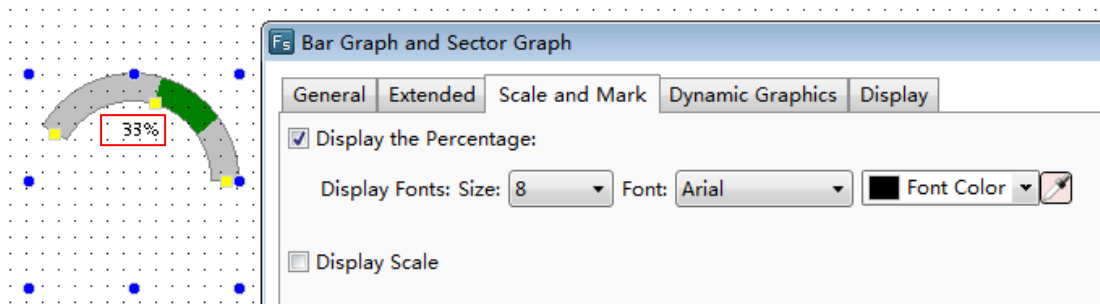 Fs Bar Graph and Sector Graph
General Extended Scale and Mark Dynamic Graphics Display
33%
Display the Percentage:
Display Fonts: Size: 8 Font: Arial Font Color
Display Scale